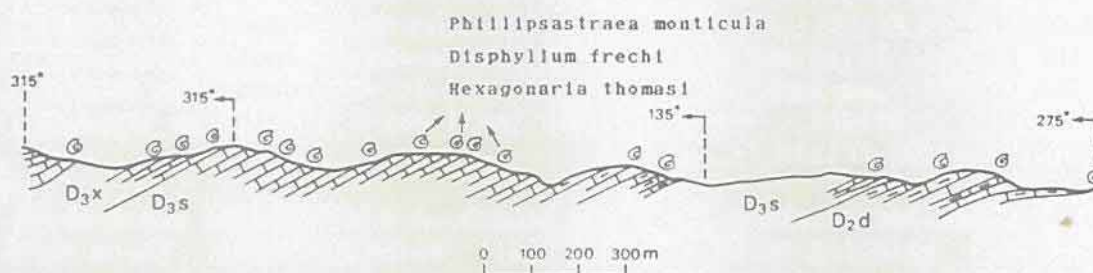 Phillipsastraea monticula
Disphyllum frechi
Hexagonaria thomasi
315°
315°
135°
275°
D₃x
D₃s
D₃s
D₂d
0 100 200 300m